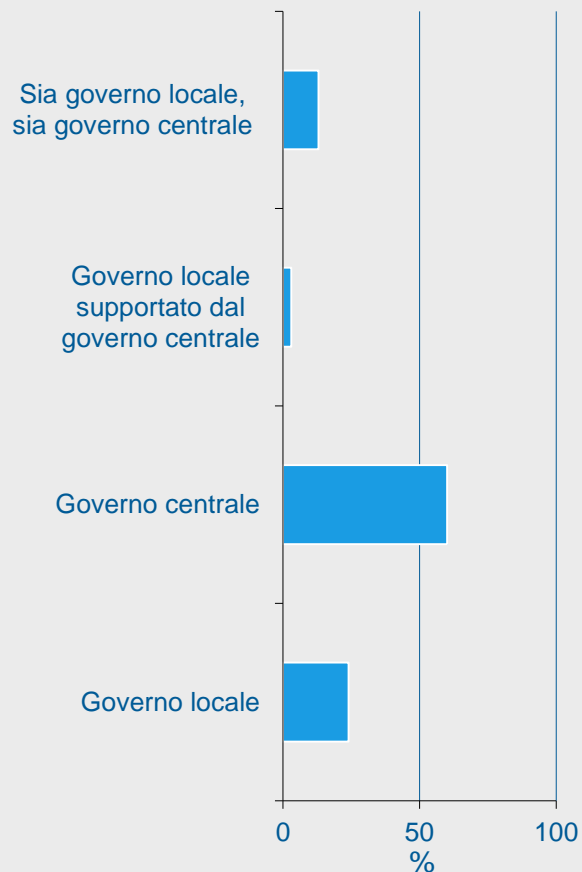 Sia governo locale,
sia governo centrale
Governo locale
supportato dal
governo centrale
Governo centrale
Governo locale
0 50 100
%